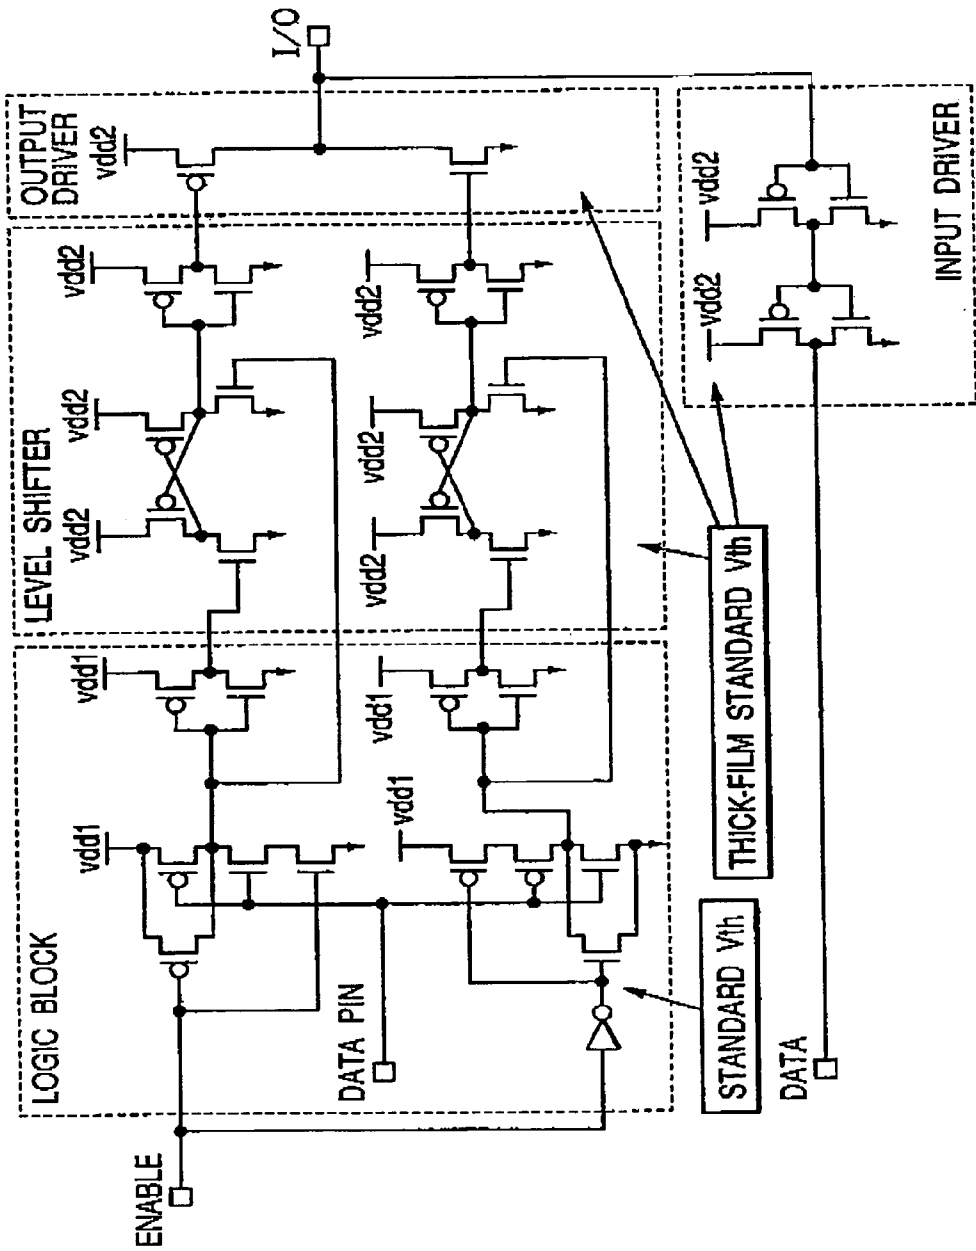 ENABLE
LOGIC BLOCK
vdd1
vdd1
DATA PIN
vdd1
vdd1
LEVEL SHIFTER
vdd2
vdd2
vdd2
vdd2
vdd2
vdd2
OUTPUT
DRIVER
vdd2
I/O
STANDARD Vth
THICK-FILM STANDARD Vth
DATA
vdd2
vdd2
INPUT DRIVER